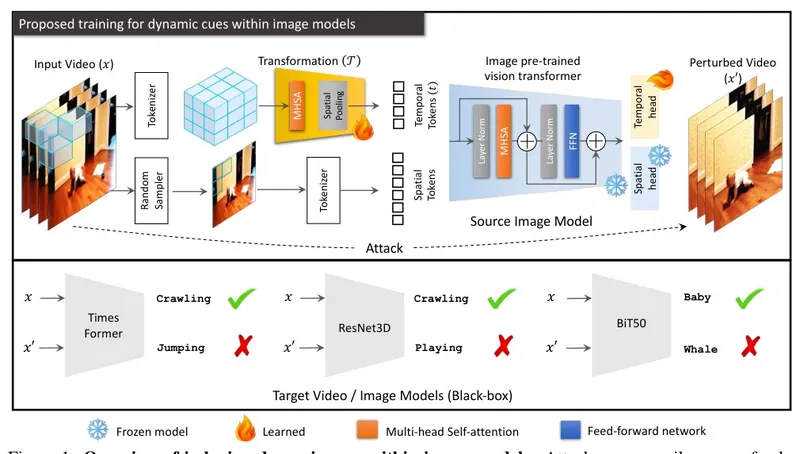 Proposed training for dynamic cues within image models
Input Video (𝑥)
Tokenizer
Transformation (𝒯)
MHSA
Spatial Pooling
Temporal Tokens (𝑡)
Image pre-trained
vision transformer
Layer Norm
MHSA
Layer Norm
FFN
Temporal head
Perturbed Video
(𝑥′)
Random Sampler
Tokenizer
Spatial Tokens
Spatial head
Source Image Model
Attack
𝑥
Crawling
𝑥
Crawling
𝑥
Baby
Times
Former
ResNet3D
BiT50
𝑥′
Jumping
𝑥′
Playing
𝑥′
Whale
Target Video / Image Models (Black-box)
Frozen model
Learned
Multi-head Self-attention
Feed-forward network